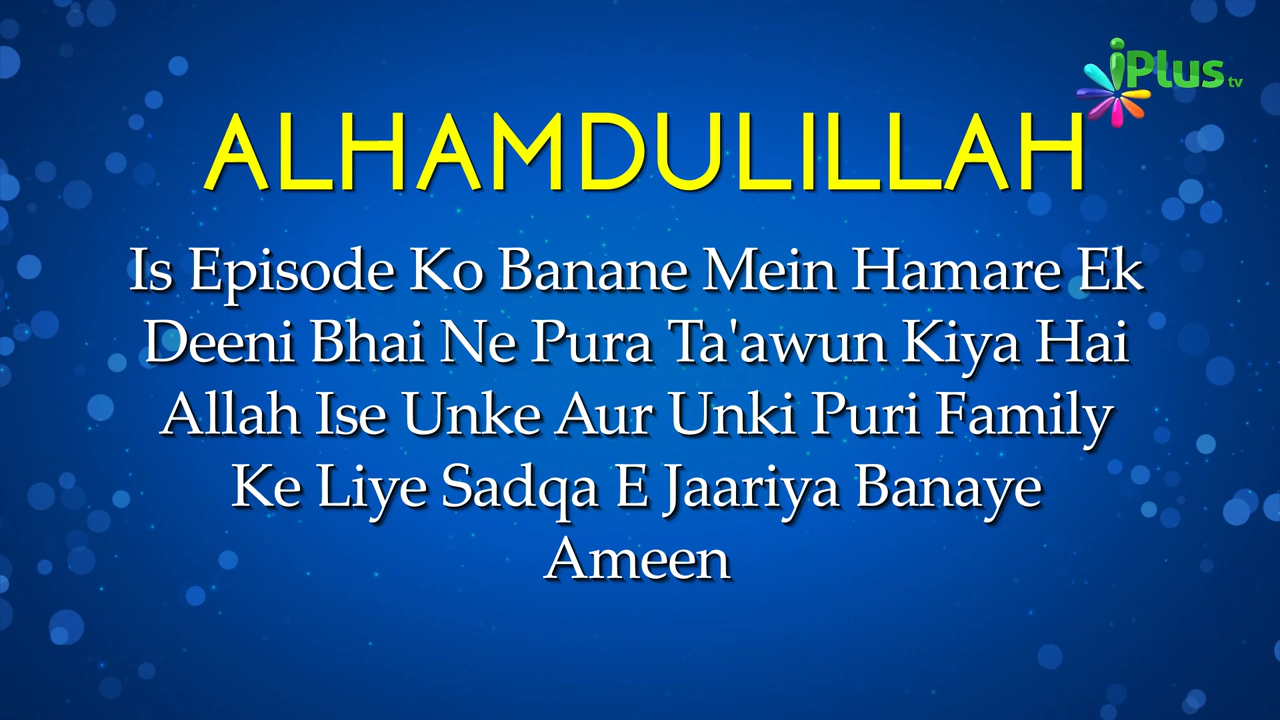 iPlus tv
ALHAMDULILLAH
Is Episode Ko Banane Mein Hamare Ek
Deeni Bhai Ne Pura Ta'awun Kiya Hai
Allah Ise Unke Aur Unki Puri Family
Ke Liye Sadqa E Jaariya Banaye
Ameen